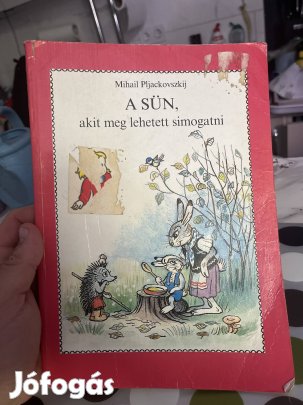 Mihail Pljackovszkij
A SÜN,
akit meg lehetett simogatni
Jófogás